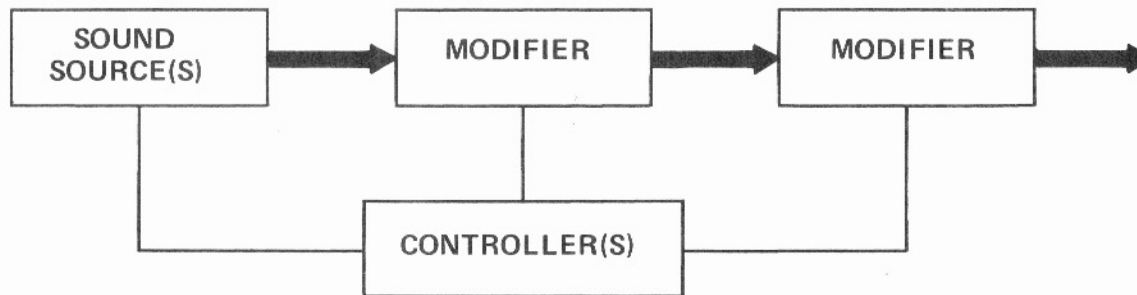 SOUND
SOURCE(S)
MODIFIER
MODIFIER
CONTROLLER(S)